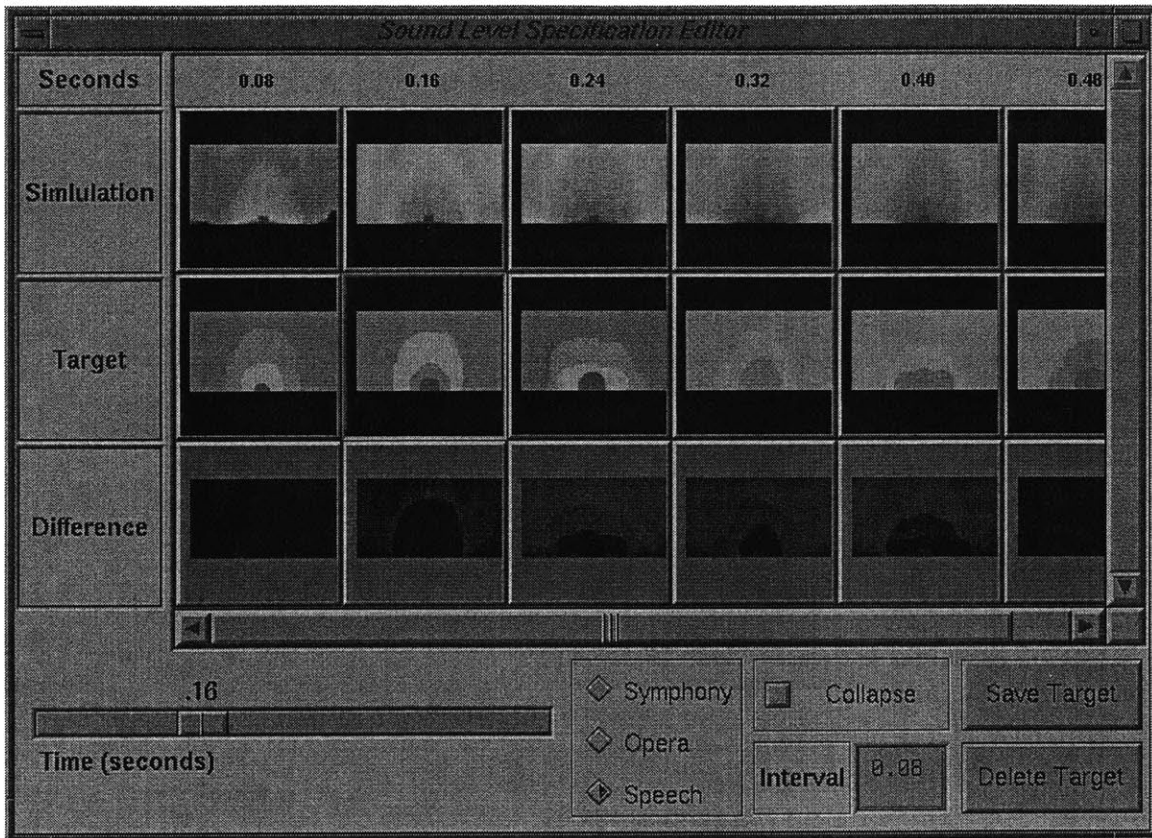 Sound Level Specification Editor
Seconds 0.08 0.16 0.24 0.32 0.40 0.48
Simlulation
Target
Difference
.16
Time (seconds)
Symphony
Opera
Speech
Collapse
Interval 0.08
Save Target
Delete Target